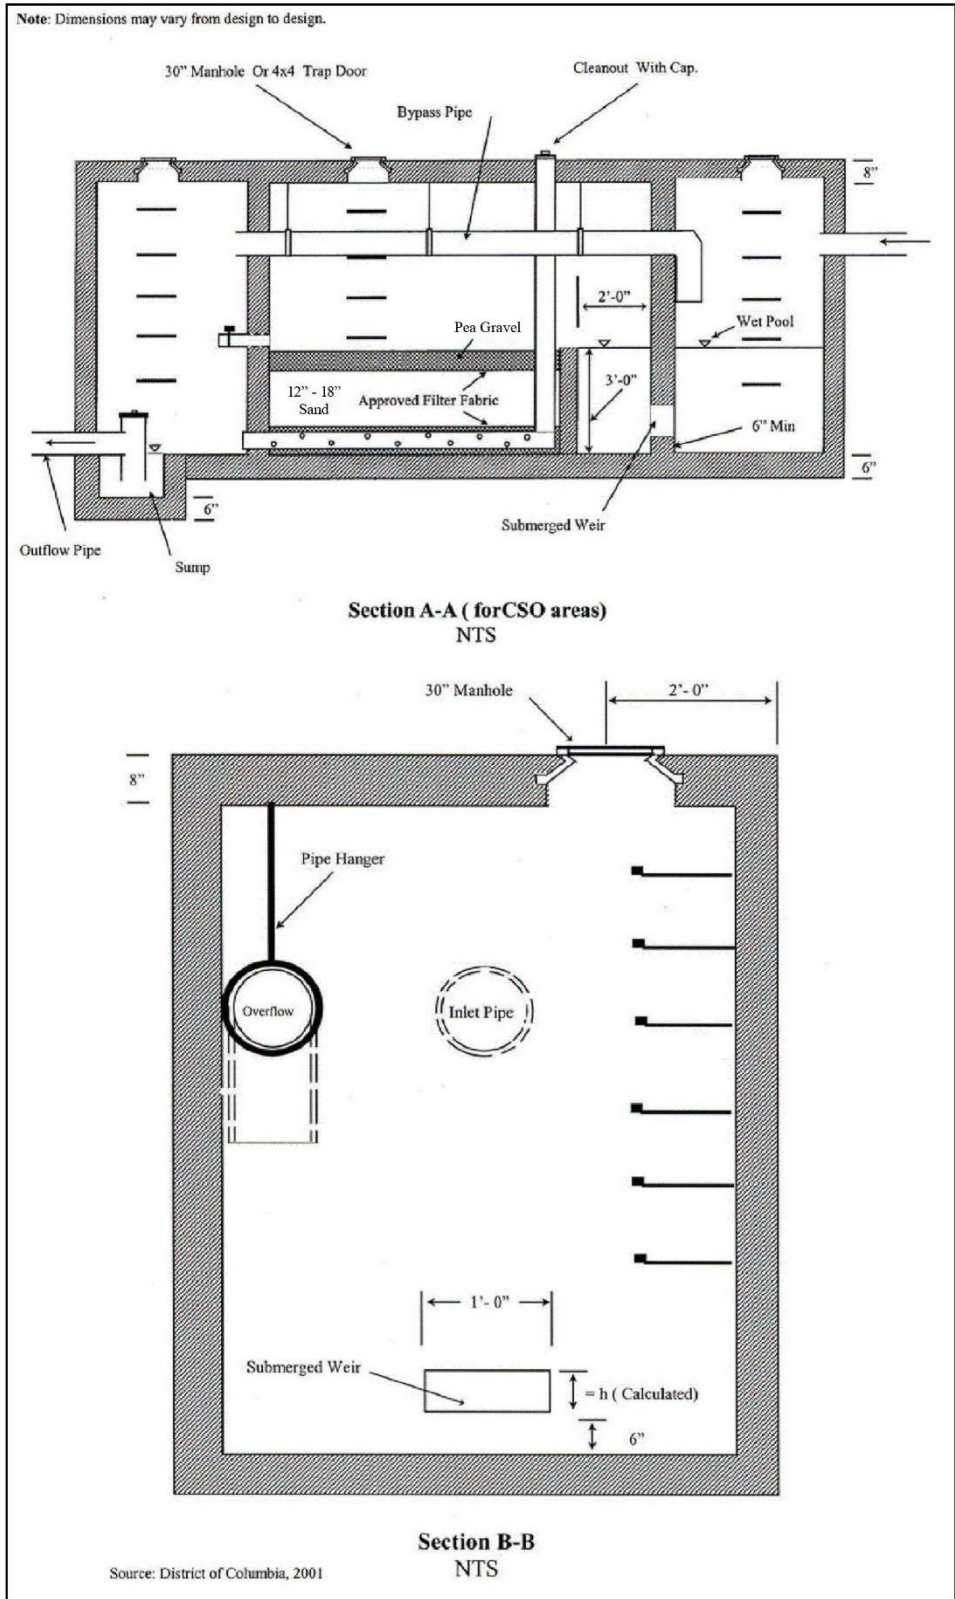 Note: Dimensions may vary from design to design.
30” Manhole Or 4x4 Trap Door
Cleanout With Cap.
Bypass Pipe
8”
2’-0”
Wet Pool
Pea Gravel
12” - 18”
Sand
Approved Filter Fabric
3’-0”
6” Min
6”
6”
Submerged Weir
Outflow Pipe
Sump
Section A-A ( forCSO areas)
NTS
30” Manhole
2’- 0”
8”
Pipe Hanger
Overflow
Inlet Pipe
1’- 0”
Submerged Weir
= h ( Calculated)
6”
Section B-B
NTS
Source: District of Columbia, 2001